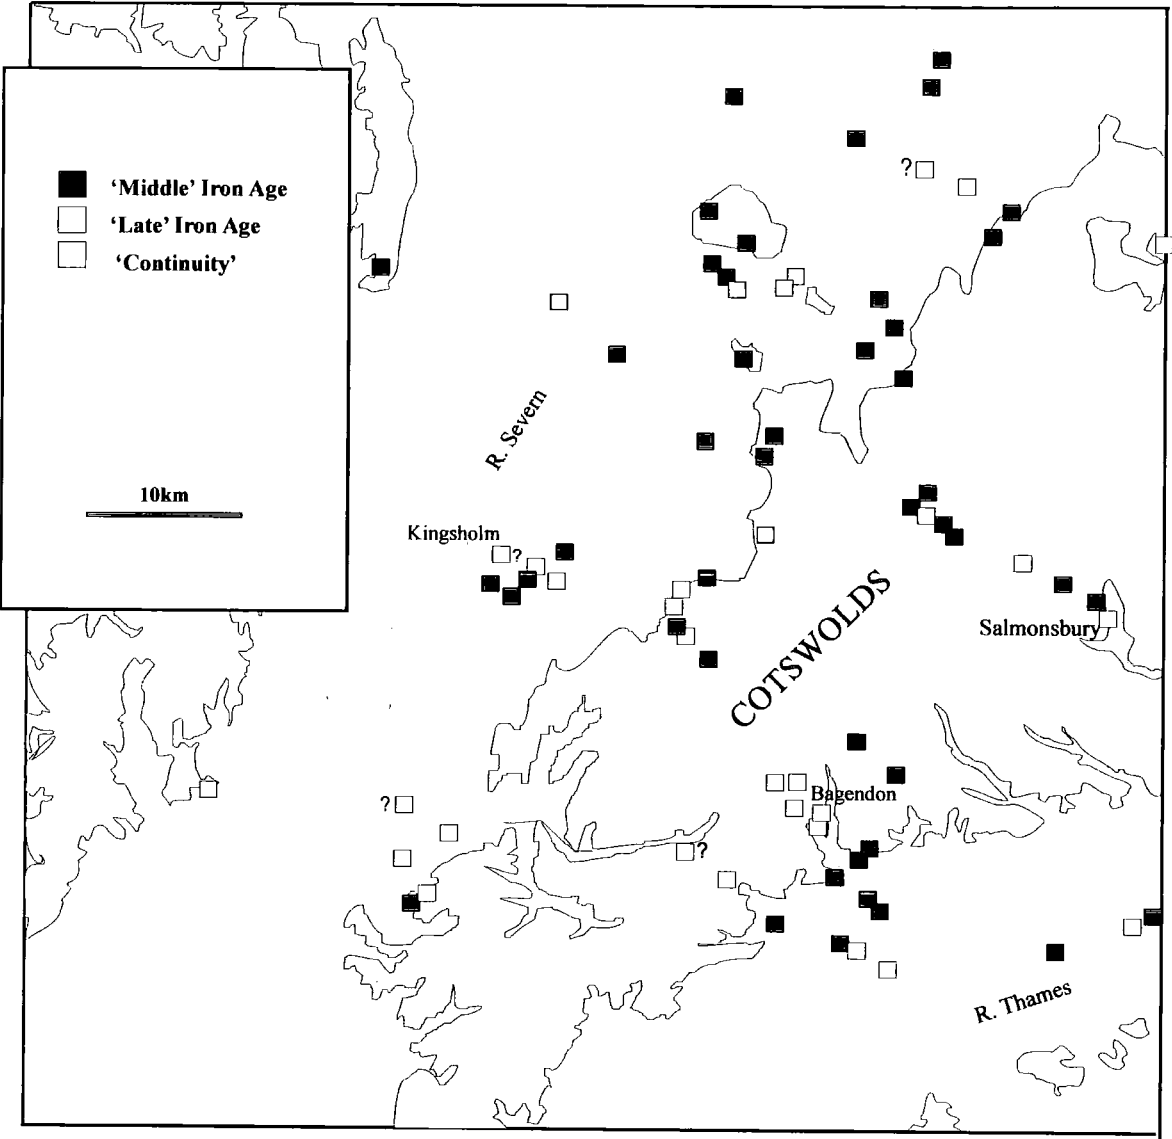 ?
‘Middle’ Iron Age
‘Late’ Iron Age
‘Continuity’
R. Severn
10km
Kingsholm
?
COTSWOLDS
Salmonsbury
Bagendon
?
?
R. Thames